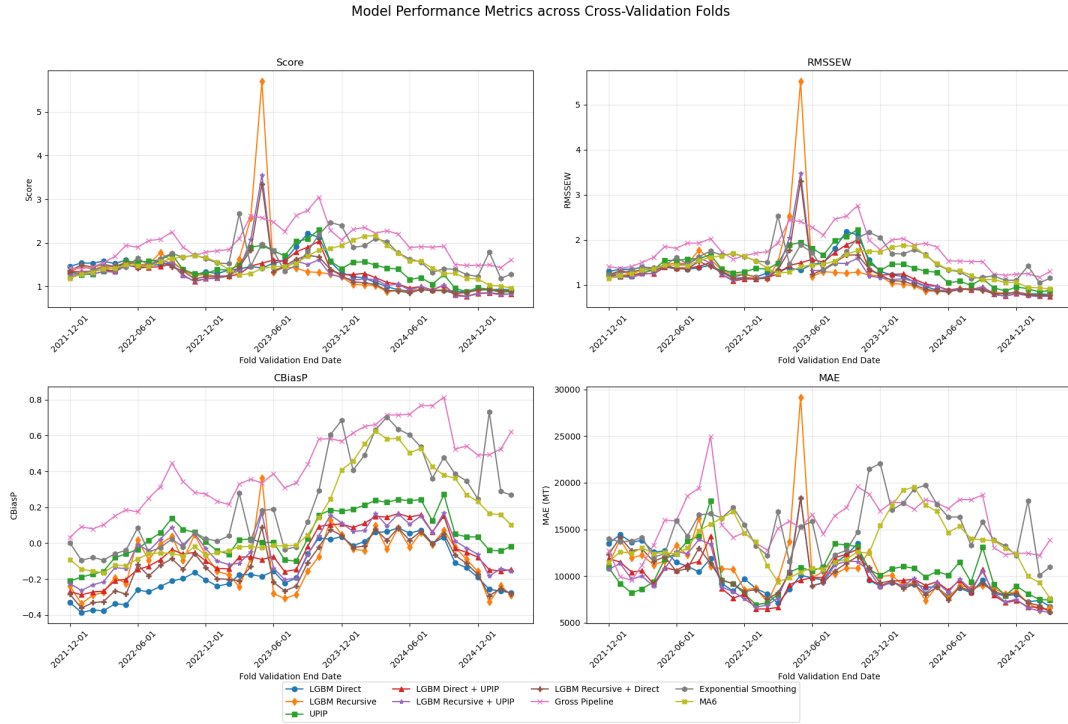 Model Performance Metrics across Cross-Validation Folds
Score
Score
5
4
3
2
1
2021-12-01
2022-06-01
2022-12-01
2023-06-01
2023-12-01
2024-06-01
2024-12-01
Fold Validation End Date
RMSSEW
RMSSEW
5
4
3
2
1
2021-12-01
2022-06-01
2022-12-01
2023-06-01
2023-12-01
2024-06-01
2024-12-01
Fold Validation End Date
CBiasP
CBiasP
0.8
0.6
0.4
0.2
0.0
−0.2
−0.4
2021-12-01
2022-06-01
2022-12-01
2023-06-01
2023-12-01
2024-06-01
2024-12-01
Fold Validation End Date
MAE
MAE (MT)
30000
25000
20000
15000
10000
5000
2021-12-01
2022-06-01
2022-12-01
2023-06-01
2023-12-01
2024-06-01
2024-12-01
Fold Validation End Date
LGBM Direct
LGBM Recursive
UPIP
LGBM Direct + UPIP
LGBM Recursive + UPIP
LGBM Recursive + Direct
Gross Pipeline
Exponential Smoothing
MA6